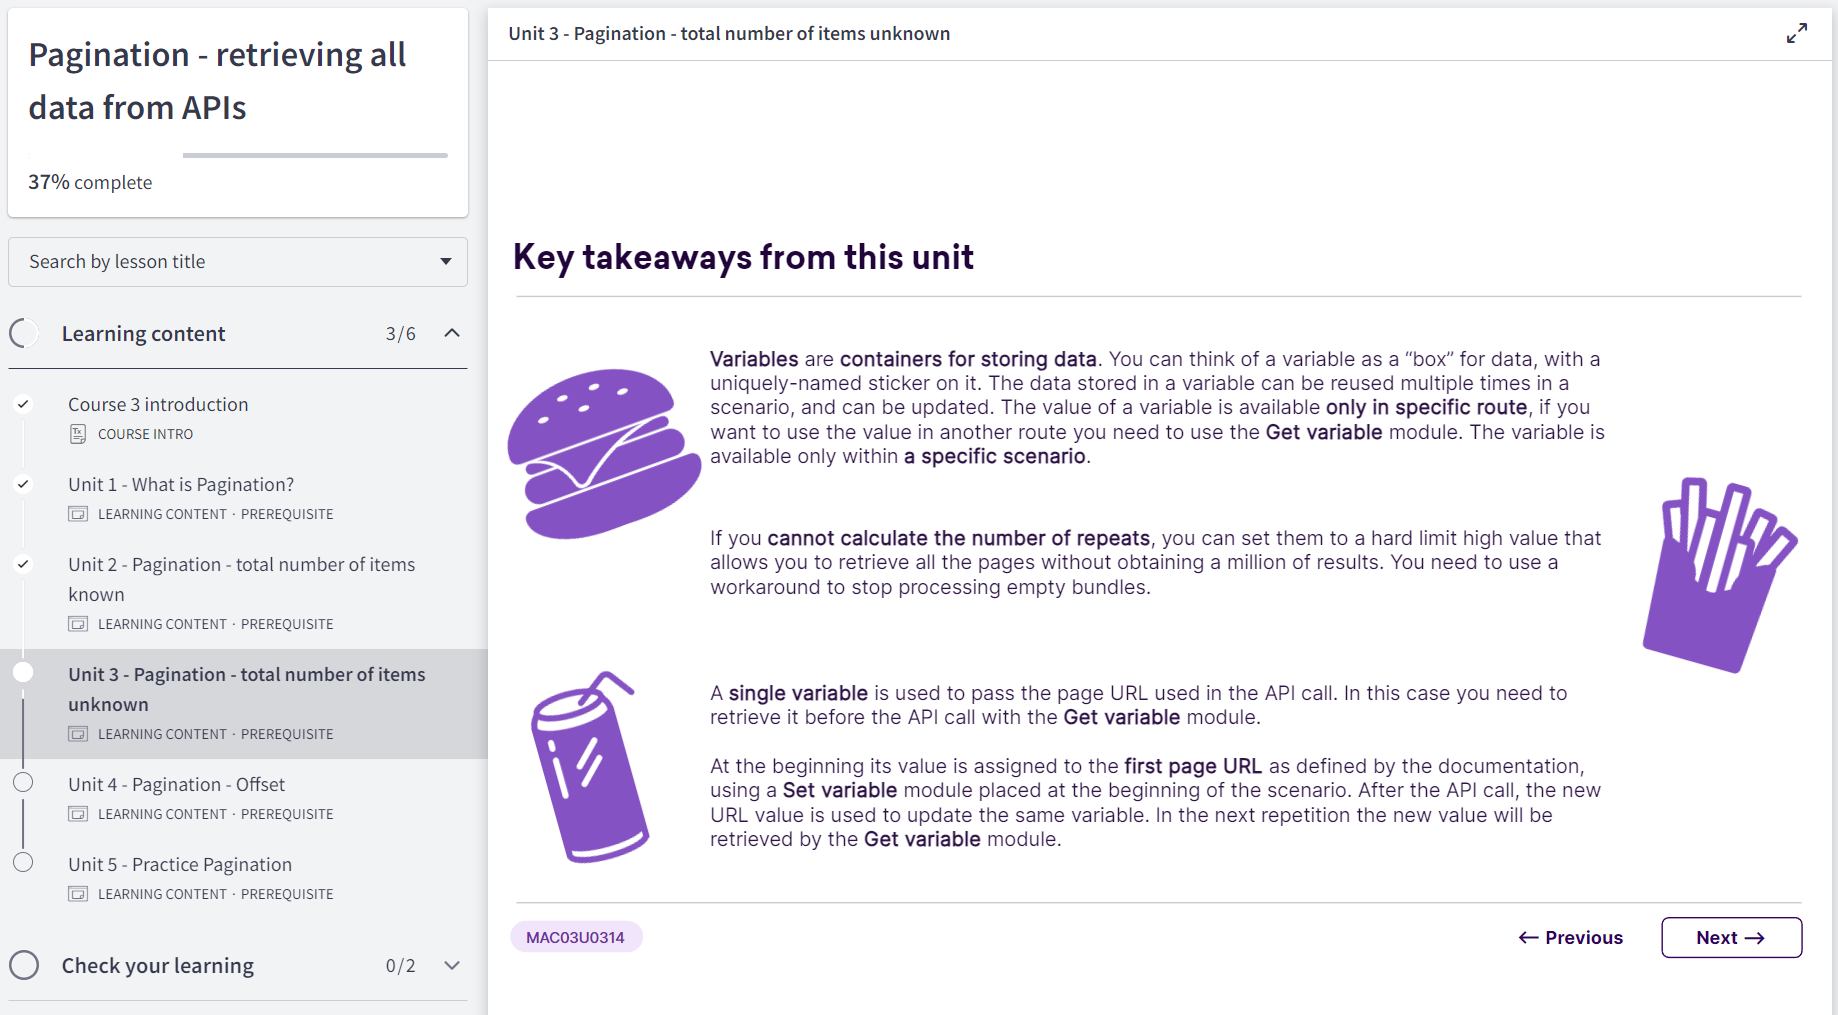 Pagination - retrieving all
data from APIs
37% complete
Search by lesson title
Learning content 3/6
Course 3 introduction
Tx COURSE INTRO
Unit 1 - What is Pagination?
LEARNING CONTENT · PREREQUISITE
Unit 2 - Pagination - total number of items
known
LEARNING CONTENT · PREREQUISITE
Unit 3 - Pagination - total number of items
unknown
LEARNING CONTENT · PREREQUISITE
Unit 4 - Pagination - Offset
LEARNING CONTENT · PREREQUISITE
Unit 5 - Practice Pagination
LEARNING CONTENT · PREREQUISITE
Check your learning 0/2
Unit 3 - Pagination - total number of items unknown
Key takeaways from this unit
Variables are containers for storing data. You can think of a variable as a “box” for data, with a
uniquely-named sticker on it. The data stored in a variable can be reused multiple times in a
scenario, and can be updated. The value of a variable is available only in specific route, if you
want to use the value in another route you need to use the Get variable module. The variable is
available only within a specific scenario.
If you cannot calculate the number of repeats, you can set them to a hard limit high value that
allows you to retrieve all the pages without obtaining a million of results. You need to use a
workaround to stop processing empty bundles.
A single variable is used to pass the page URL used in the API call. In this case you need to
retrieve it before the API call with the Get variable module.
At the beginning its value is assigned to the first page URL as defined by the documentation,
using a Set variable module placed at the beginning of the scenario. After the API call, the new
URL value is used to update the same variable. In the next repetition the new value will be
retrieved by the Get variable module.
MAC03U0314
← Previous
Next →